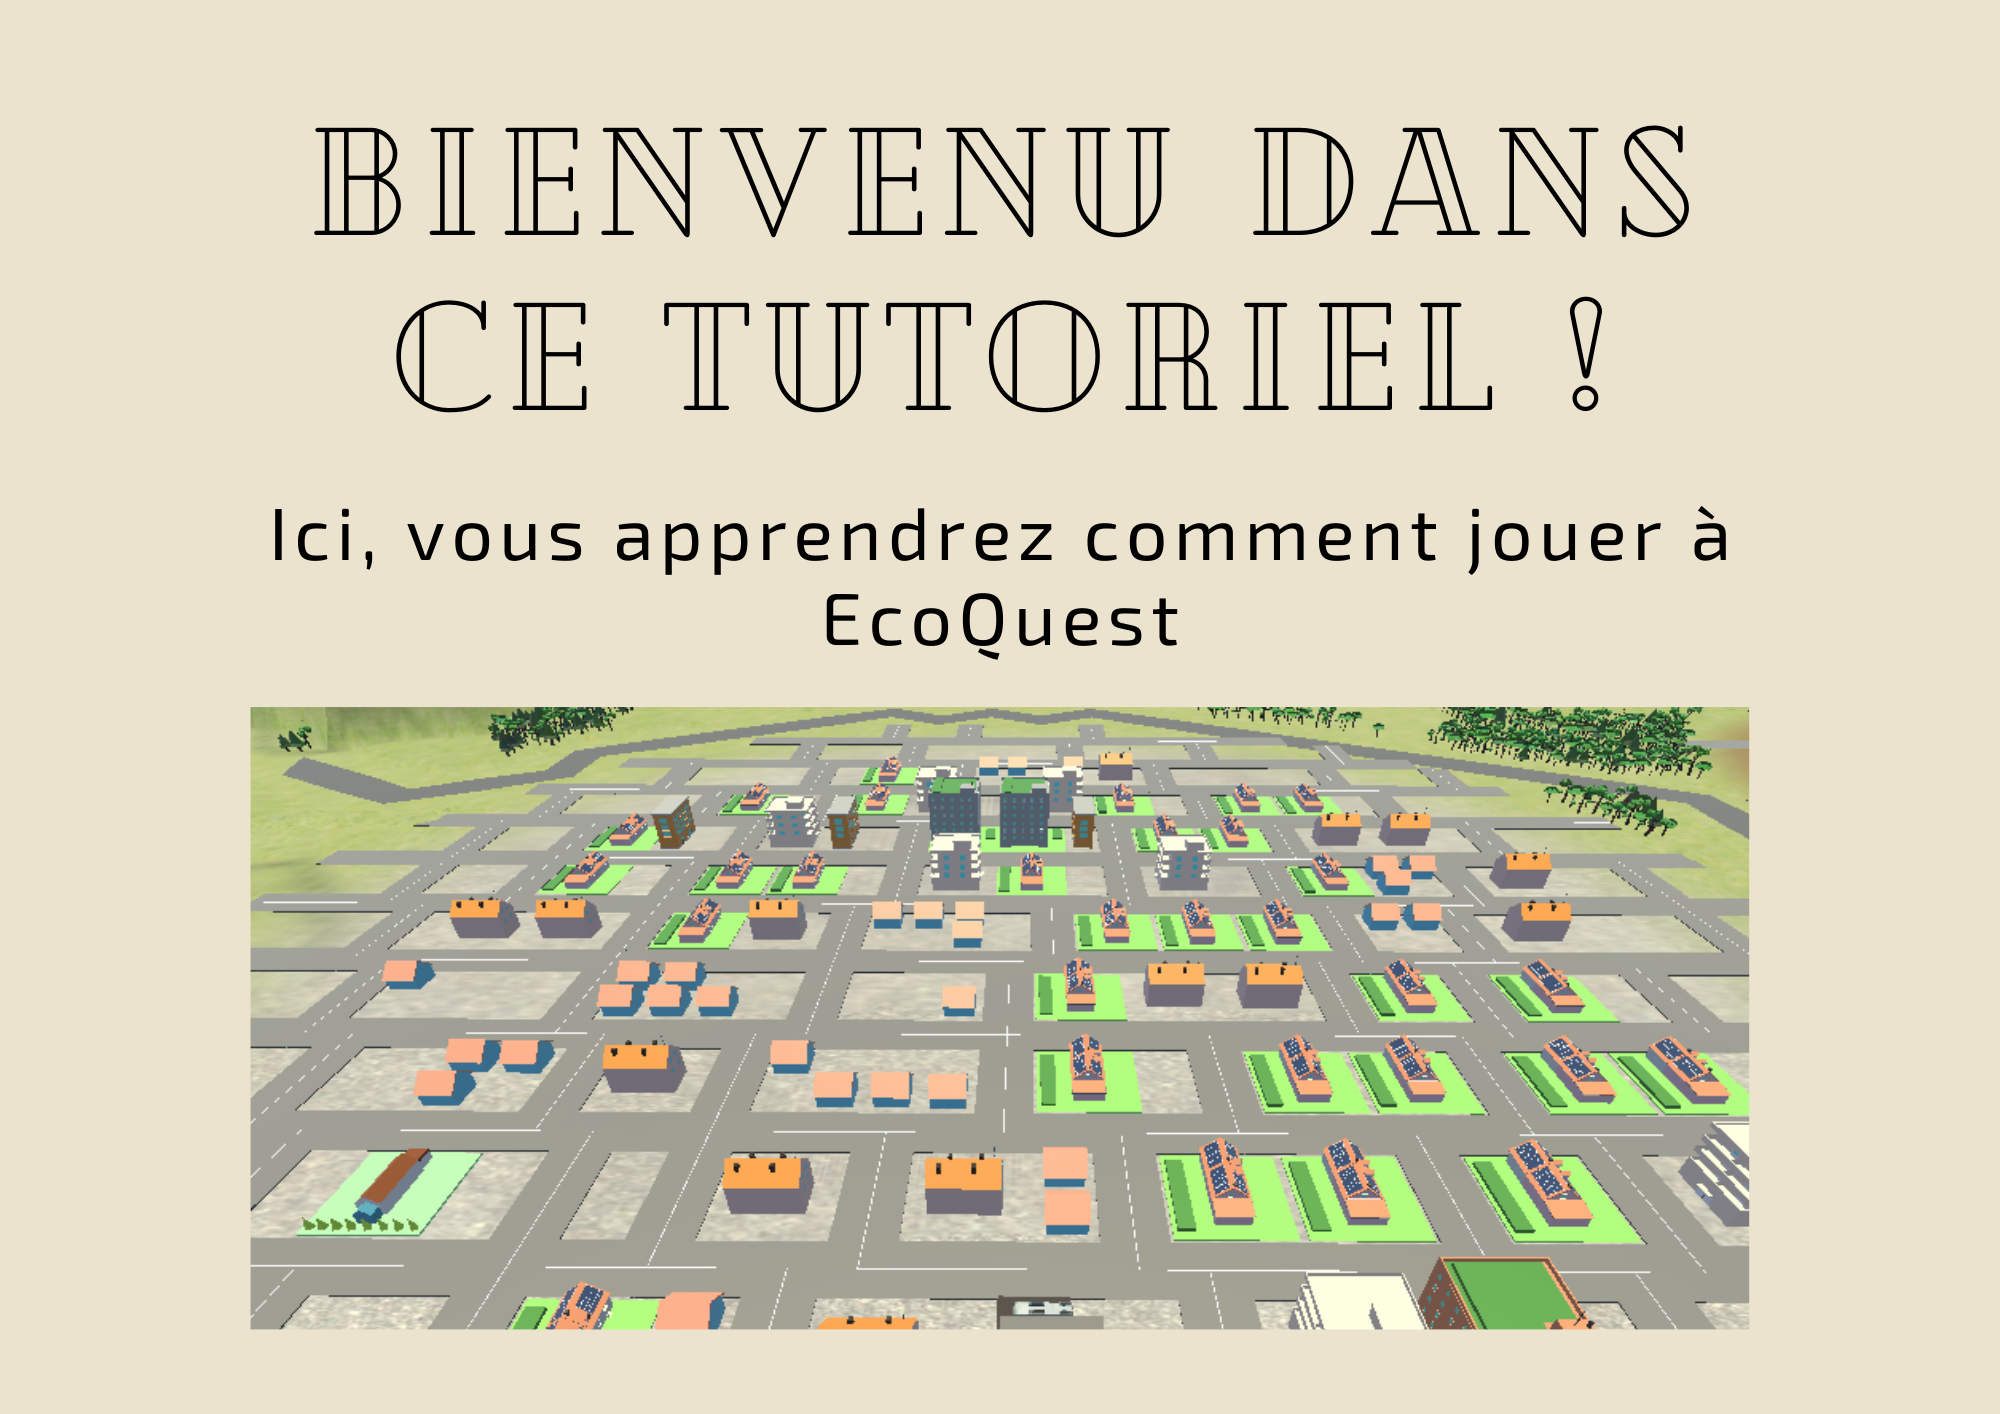 BIENVENU DANS
CE TUTORIEL !
Ici, vous apprendrez comment jouer à
EcoQuest